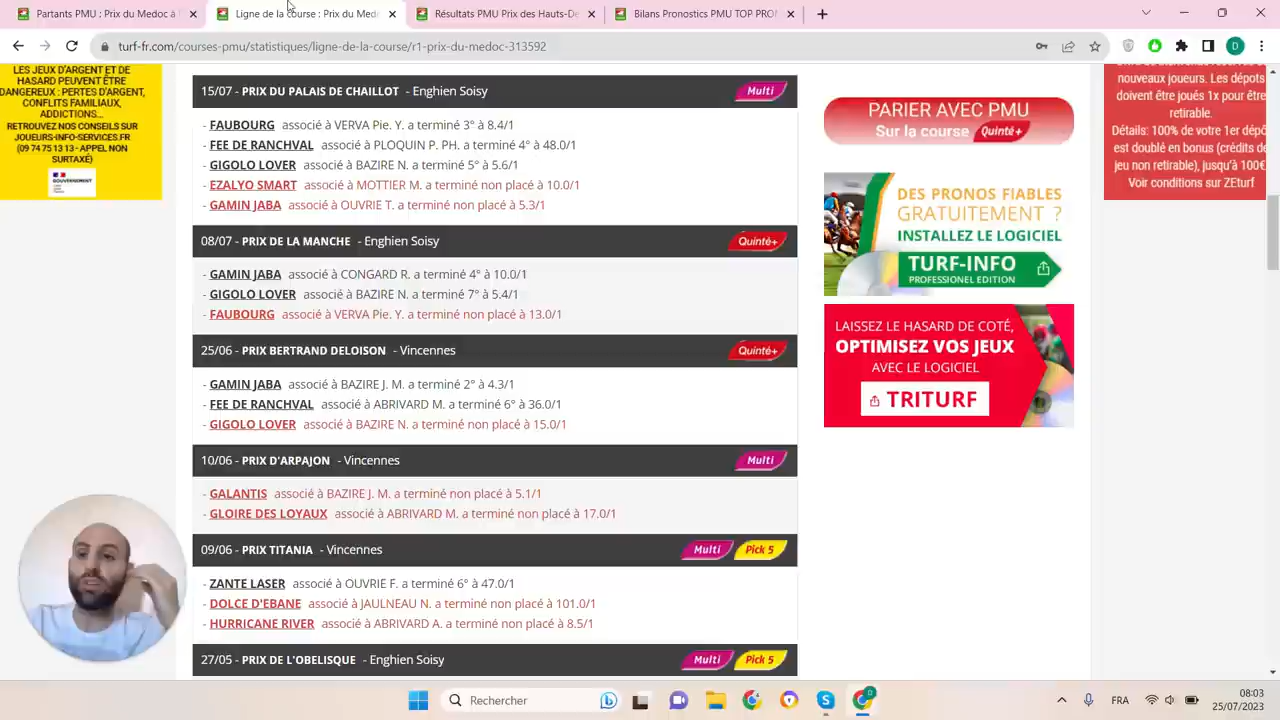 Ligne de la Course PMU
Ligne de la Course PMU
Résultats PMU Prix des Hauts-De
Bilans Pronostics PMU TOP PRO
turf-fr.com/courses-pmu/statistiques/ligne-de-la-course/r1-prix-du-medoc-313592
D
LES JEUX D'ARGENT ET DE
HASARD PEUVENT ÊTRE
DANGEREUX : PERTES D'ARGENT,
CONFLITS FAMILIAUX,
ADDICTIONS...
RETROUVEZ NOS CONSEILS SUR
JOUEURS-INFO-SERVICES.FR
(09 74 75 13 13 - APPEL NON
SURTAXÉ)
GOUVERNEMENT
15/07 - PRIX DU PALAIS DE CHAILLOT - Enghien Soisy Multi
- FAUBOURG associé à VERVA Pie. Y. a terminé 3° à 8.4/1
- FEE DE RANCHVAL associé à PLOQUIN P. PH. a terminé 4° à 48.0/1
- GIGOLO LOVER associé à BAZIRE N. a terminé 5° à 5.6/1
- EZALYO SMART associé à MOTTIER M. a terminé non placé à 10.0/1
- GAMIN JABA associé à OUVRIE T. a terminé non placé à 5.3/1
08/07 - PRIX DE LA MANCHE - Enghien Soisy Quinté+
- GAMIN JABA associé à CONGARD R. a terminé 4° à 10.0/1
- GIGOLO LOVER associé à BAZIRE N. a terminé 7° à 5.4/1
- FAUBOURG associé à VERVA Pie. Y. a terminé non placé à 13.0/1
25/06 - PRIX BERTRAND DELOISON - Vincennes Quinté+
- GAMIN JABA associé à BAZIRE J. M. a terminé 2° à 4.3/1
- FEE DE RANCHVAL associé à ABRIVARD M. a terminé 6° à 36.0/1
- GIGOLO LOVER associé à BAZIRE N. a terminé non placé à 15.0/1
10/06 - PRIX D'ARPAJON - Vincennes Multi
- GALANTIS associé à BAZIRE J. M. a terminé non placé à 5.1/1
- GLOIRE DES LOYAUX associé à ABRIVARD M. a terminé non placé à 17.0/1
09/06 - PRIX TITANIA - Vincennes Multi Pick 5
- ZANTE LASER associé à OUVRIE F. a terminé 6° à 47.0/1
- DOLCE D'EBANE associé à JAULNEAU N. a terminé non placé à 101.0/1
- HURRICANE RIVER associé à ABRIVARD A. a terminé non placé à 8.5/1
27/05 - PRIX DE L'OBELISQUE - Enghien Soisy Multi Pick 5
PARIER AVEC PMU
Sur la course Quinté+
DES PRONOS FIABLES
GRATUITEMENT ?
INSTALLEZ LE LOGICIEL
TURF-INFO
PROFESSIONEL EDITION
LAISSEZ LE HASARD DE COTÉ,
OPTIMISEZ VOS JEUX
AVEC LE LOGICIEL
TRITURF
nouveaux joueurs. Les dépots
doivent être joués 1x pour être
retirable.
Détails: 100% de votre 1er dépô
est doublé en bonus (crédits de
jeu non retirable), jusqu'à 100€
Voir conditions sur ZEturf
Rechercher
FRA
08:03
25/07/2023